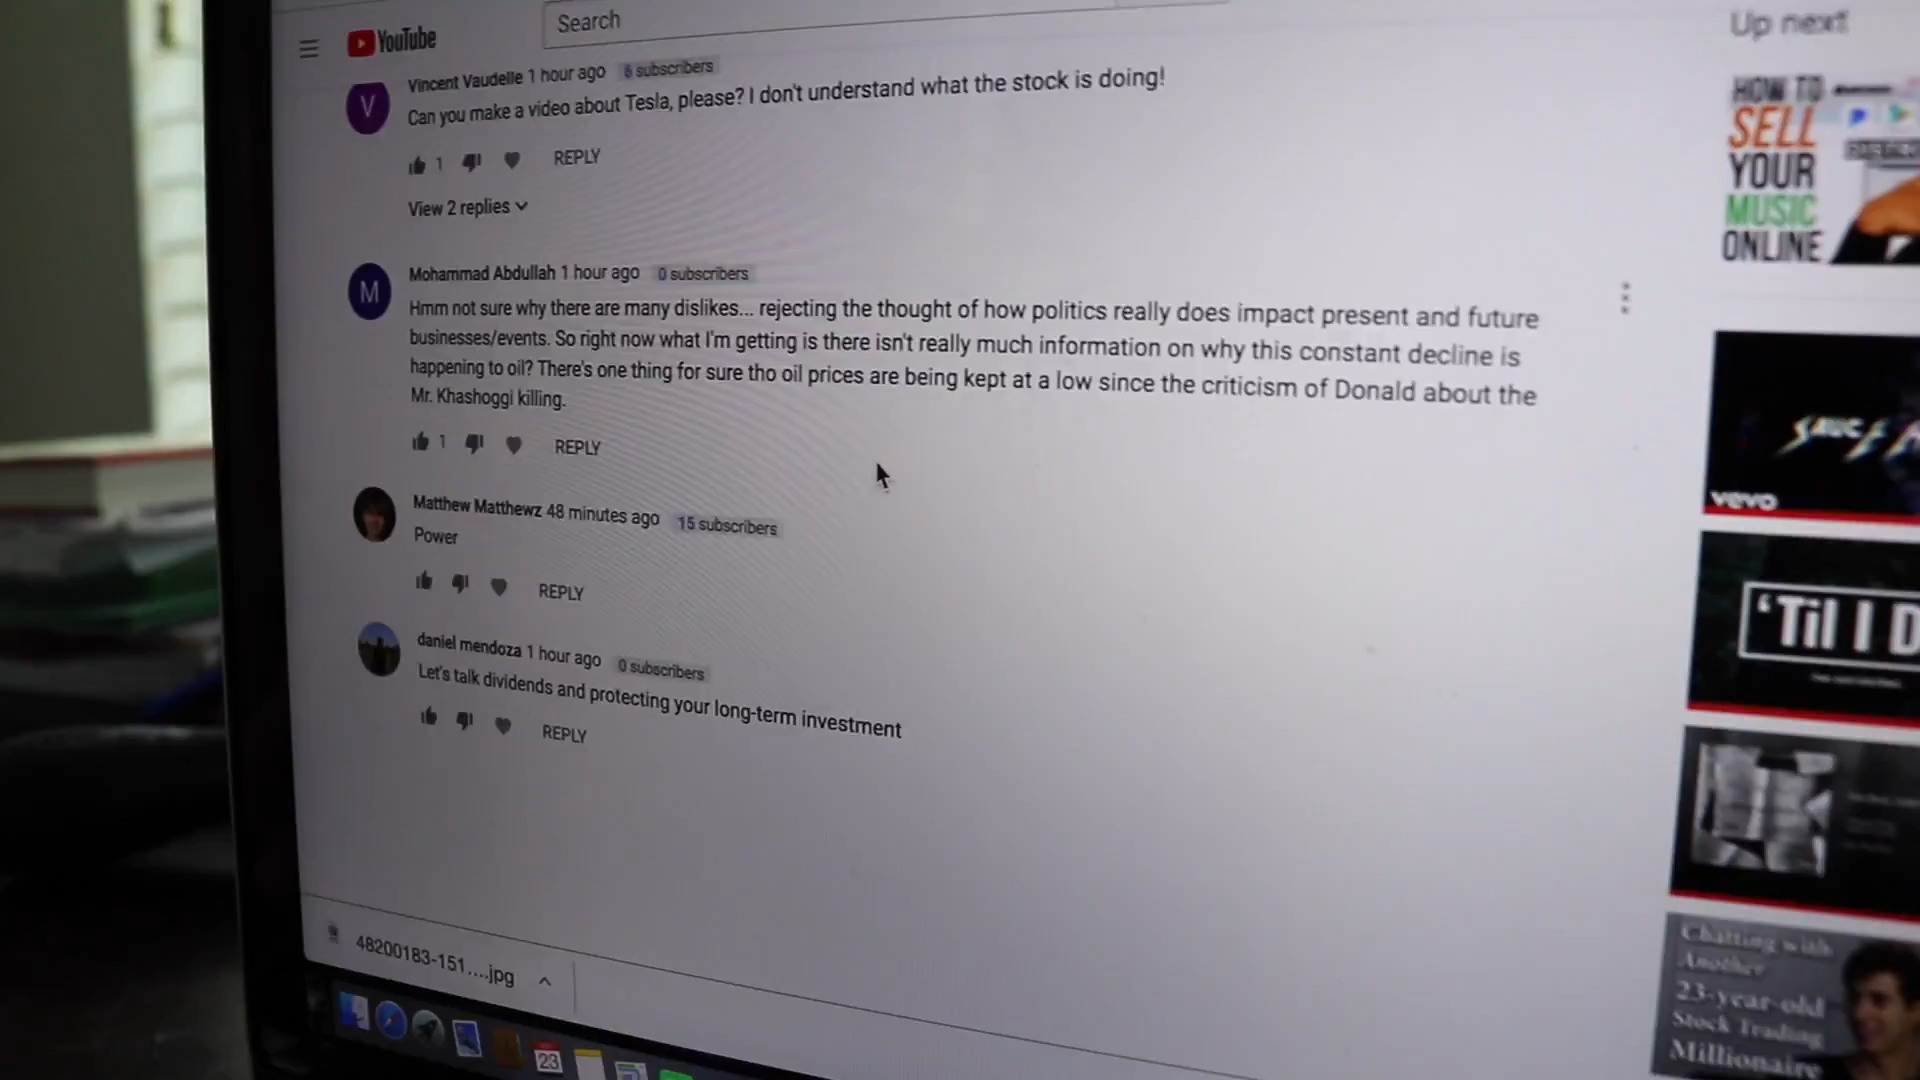 YouTube
Search
Up next
V
Vincent Vaudelle 1 hour ago 6 subscribers
Can you make a video about Tesla, please? I don't understand what the stock is doing!
1 REPLY
View 2 replies
M
Mohammad Abdullah 1 hour ago 0 subscribers
Hmm not sure why there are many dislikes... rejecting the thought of how politics really does impact present and future
businesses/events. So right now what I'm getting is there isn't really much information on why this constant decline is
happening to oil? There's one thing for sure tho oil prices are being kept at a low since the criticism of Donald about the
Mr. Khashoggi killing.
1 REPLY
Matthew Matthewz 48 minutes ago 15 subscribers
Power
REPLY
daniel mendoza 1 hour ago 0 subscribers
Let's talk dividends and protecting your long-term investment
REPLY
48200183-151....jpg
23
HOW TO
SELL
YOUR
MUSIC
ONLINE
SAUCE
vevo
'Til I D
Chatting with
Another
23-year-old
Stock Trading
Millionaire